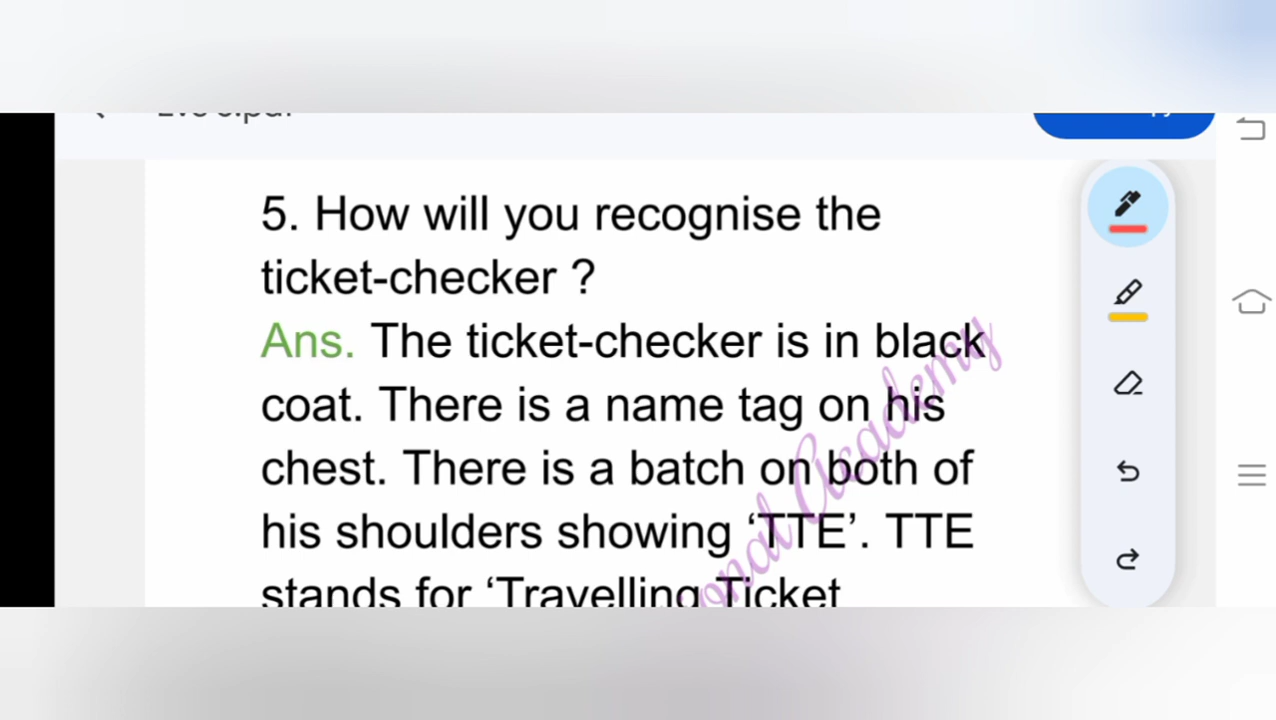 5. How will you recognise the
ticket-checker ?
Ans. The ticket-checker is in black
coat. There is a name tag on his
chest. There is a batch on both of
his shoulders showing ‘TTE’. TTE
stands for ‘Travelling Ticket
Academy